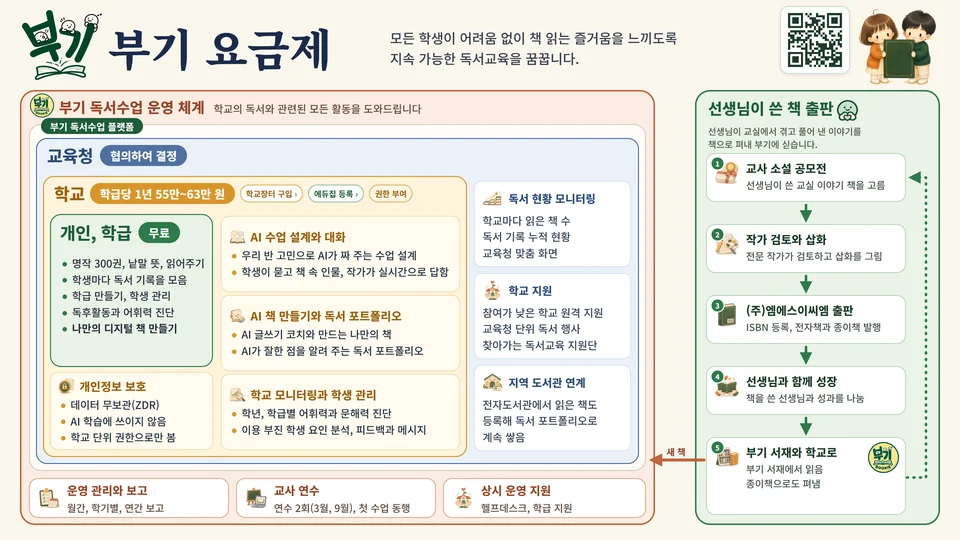 부기
부기 요금제
모든 학생이 어려움 없이 책 읽는 즐거움을 느끼도록
지속 가능한 독서교육을 꿈꿉니다.
부기
부기 독서수업 운영 체계
학교의 독서와 관련된 모든 활동을 도와드립니다
부기 독서수업 플랫폼
교육청
협의하여 결정
학교
학급당 1년 55만~63만 원
학교장터 구입 ›
에듀집 등록 ›
권한 부여
개인, 학급
무료
• 명작 300권, 낱말 뜻, 읽어주기
• 학생마다 독서 기록을 모음
• 학급 만들기, 학생 관리
• 독후활동과 어휘력 진단
• 나만의 디지털 책 만들기
개인정보 보호
• 데이터 무보관(ZDR)
• AI 학습에 쓰이지 않음
• 학교 단위 권한으로만 봄
AI 수업 설계와 대화
• 우리 반 고민으로 AI가 짜 주는 수업 설계
• 학생이 묻고 책 속 인물, 작가가 실시간으로 답함
AI 책 만들기와 독서 포트폴리오
• AI 글쓰기 코치와 만드는 나만의 책
• AI가 잘한 점을 알려 주는 독서 포트폴리오
학교 모니터링과 학생 관리
• 학년, 학급별 어휘력과 문해력 진단
• 이용 부진 학생 요인 분석, 피드백과 메시지
독서 현황 모니터링
학교마다 읽은 책 수
독서 기록 누적 현황
교육청 맞춤 화면
학교 지원
참여가 낮은 학교 원격 지원
교육청 단위 독서 행사
찾아가는 독서교육 지원단
지역 도서관 연계
전자도서관에서 읽은 책도
등록해 독서 포트폴리오로
계속 쌓음
운영 관리와 보고
월간, 학기별, 연간 보고
교사 연수
연수 2회(3월, 9월), 첫 수업 동행
상시 운영 지원
헬프데스크, 학급 지원
새 책
선생님이 쓴 책 출판
선생님이 교실에서 겪고 풀어 낸 이야기를
책으로 펴내 부기에 싣습니다.
1
교사 소설 공모전
선생님이 쓴 교실 이야기 책을 고름
2
작가 검토와 삽화
전문 작가가 검토하고 삽화를 그림
3
(주)엠에스이씨엠 출판
ISBN 등록, 전자책과 종이책 발행
4
선생님과 함께 성장
책을 쓴 선생님과 성과를 나눔
5
부기 서재와 학교로
부기 서재에서 읽음
종이책으로도 펴냄
부기